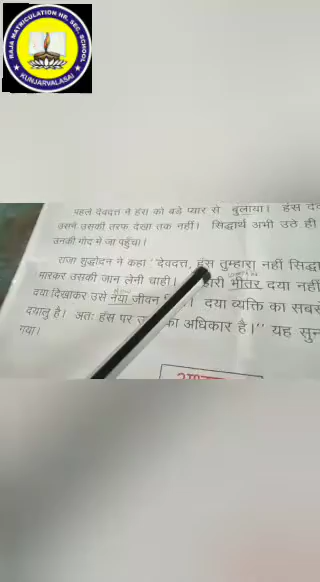 RAJA MATRICULATION HR. SEC. SCHOOL
KUNJARVALASAI
पहले देवदत्त ने हंस को बड़े प्यार से बुलाया। हंस
उसने उसकी तरफ देखा तक नहीं। सिद्धार्थ अभी उठे ही
उनकी गोद में जा पहुँचा।
राजा शुद्धोदन ने कहा "देवदत्त, हंस तुम्हारा नहीं
मारकर उसकी जान लेनी चाही। भीतर दया नहीं
दया दिखाकर उसे नया जीवन दया व्यक्ति का
दयालु है। अतः हंस पर का अधिकार है।" यह
गया।